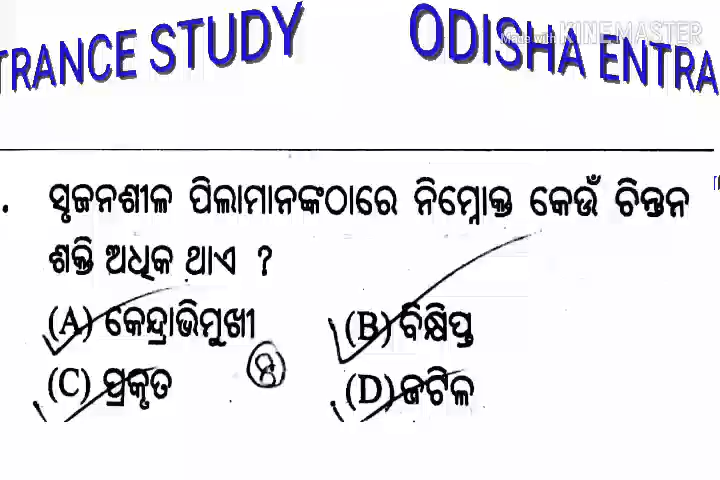 TRANCE STUDY ODISHA ENTRA
Made with KINEMASTER
. ସୃଜନଶୀଳ ପିଲାମାନଙ୍କଠାରେ ନିମ୍ନୋକ୍ତ କେଉଁ ଚିନ୍ତନ
ଶକ୍ତି ଅଧିକ ଥାଏ ?
(A) କେନ୍ଦ୍ରାଭିମୁଖୀ (B) ବିକ୍ଷିପ୍ତ
(C) ପ୍ରକୃତ (D) ଜଟିଳ